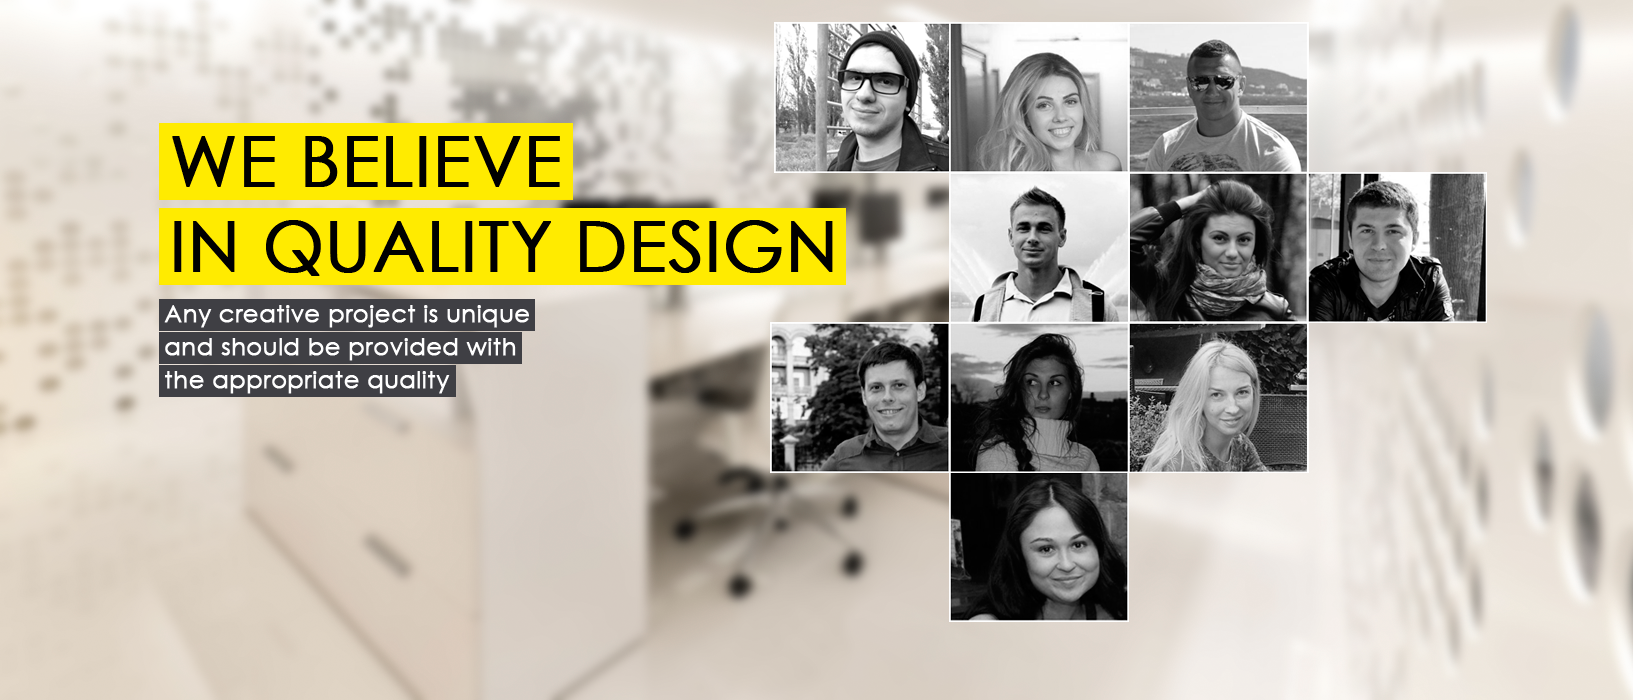 WE BELIEVE
IN QUALITY DESIGN
Any creative project is unique
and should be provided with
the appropriate quality